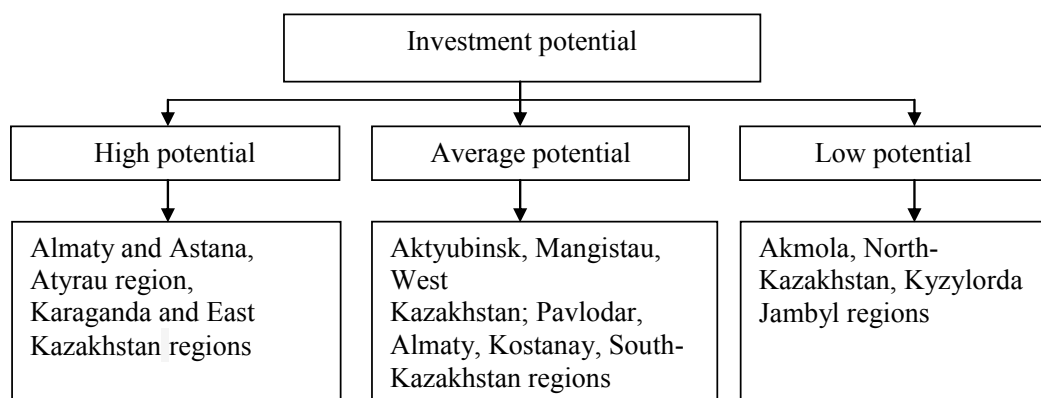 Investment potential
High potential
Average potential
Low potential
Almaty and Astana,
Atyrau region,
Karaganda and East
Kazakhstan regions
Aktyubinsk, Mangistau,
West
Kazakhstan; Pavlodar,
Almaty, Kostanay, South-
Kazakhstan regions
Akmola, North-
Kazakhstan, Kyzylorda
Jambyl regions